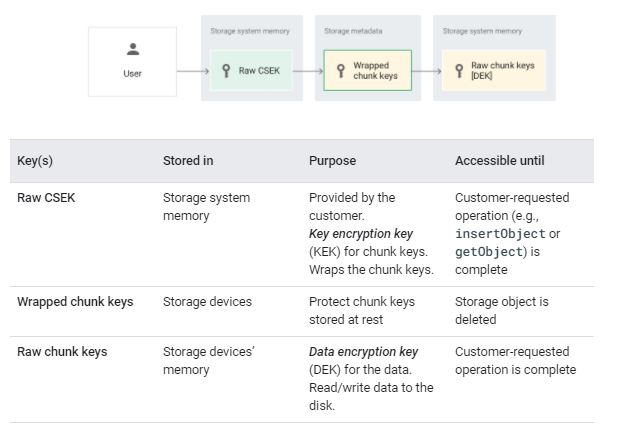 Storage system memory
Storage metadata
Storage system memory
User
Raw CSEK
Wrapped
chunk keys
Raw chunk keys
[DEK]
Key(s)
Stored in
Purpose
Accessible until
Raw CSEK
Storage system
memory
Provided by the
customer.
Key encryption key
(KEK) for chunk keys.
Wraps the chunk keys.
Customer-requested
operation (e.g.,
insertObject or
getObject) is
complete
Wrapped chunk keys
Storage devices
Protect chunk keys
stored at rest
Storage object is
deleted
Raw chunk keys
Storage devices’
memory
Data encryption key
(DEK) for the data.
Read/write data to the
disk.
Customer-requested
operation is complete